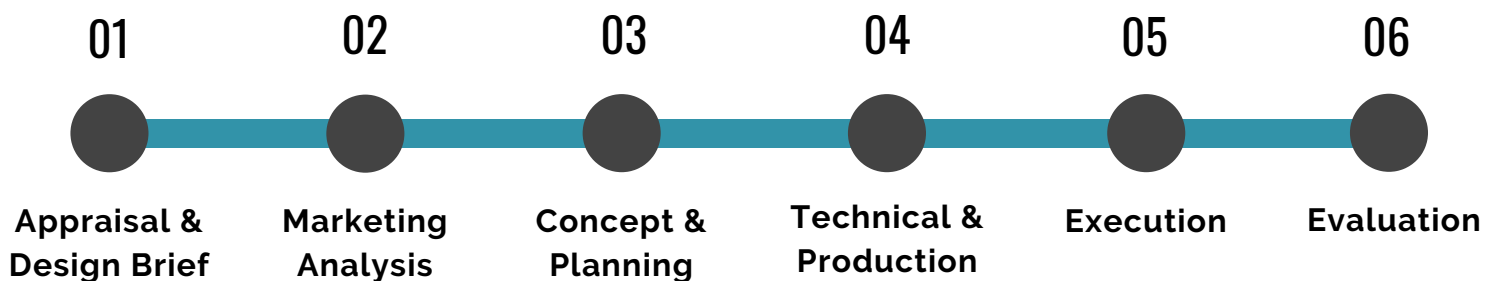 01
02
03
04
05
06
Appraisal &
Design Brief
Marketing
Analysis
Concept &
Planning
Technical &
Production
Execution
Evaluation